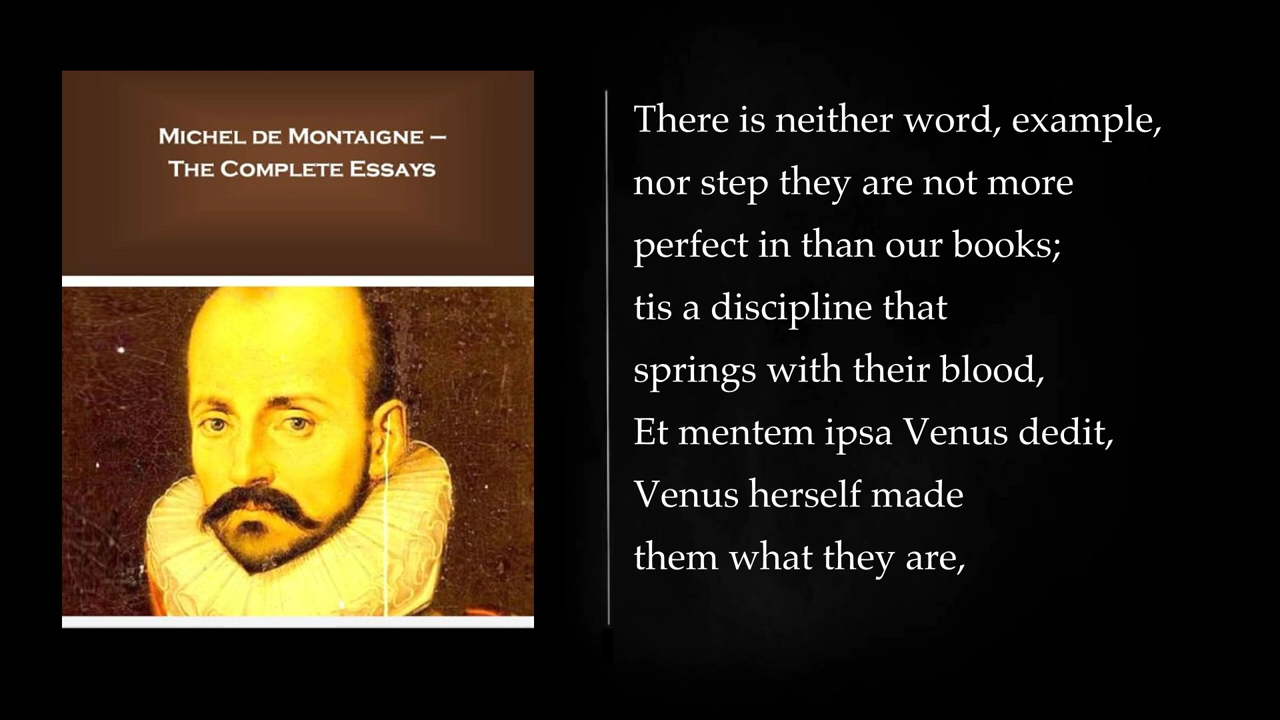 MICHEL DE MONTAIGNE –
THE COMPLETE ESSAYS
There is neither word, example,
nor step they are not more
perfect in than our books;
tis a discipline that
springs with their blood,
Et mentem ipsa Venus dedit,
Venus herself made
them what they are,